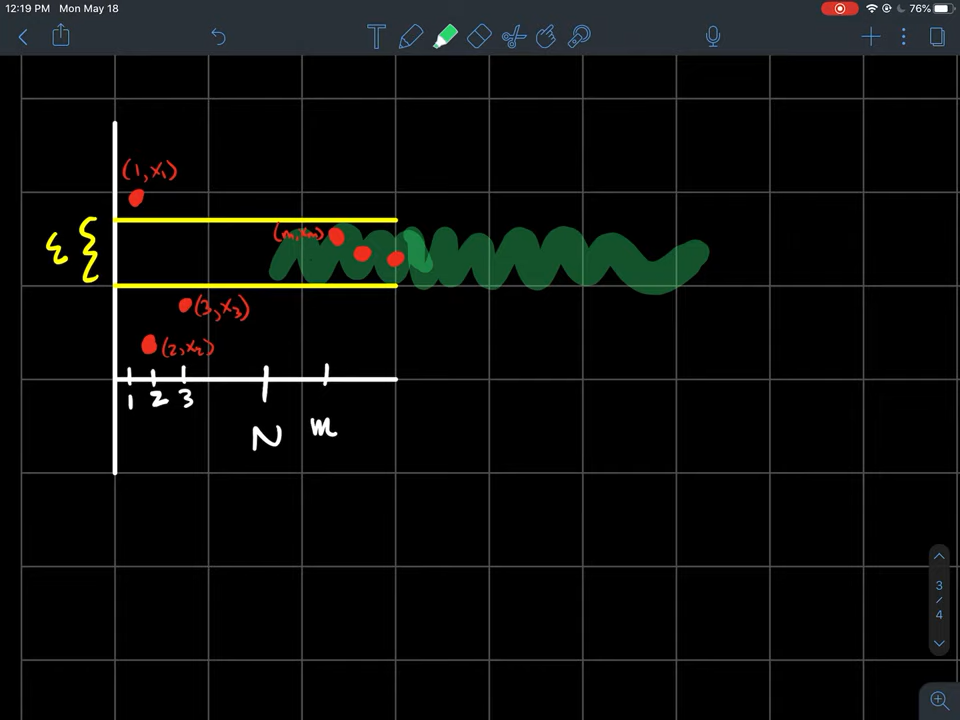 12:19 PM Mon May 18
76%
T
(1, x₁)
(m, xₘ)
ε {
(3, x₃)
(2, x₂)
1 2 3
N m
3
/
4